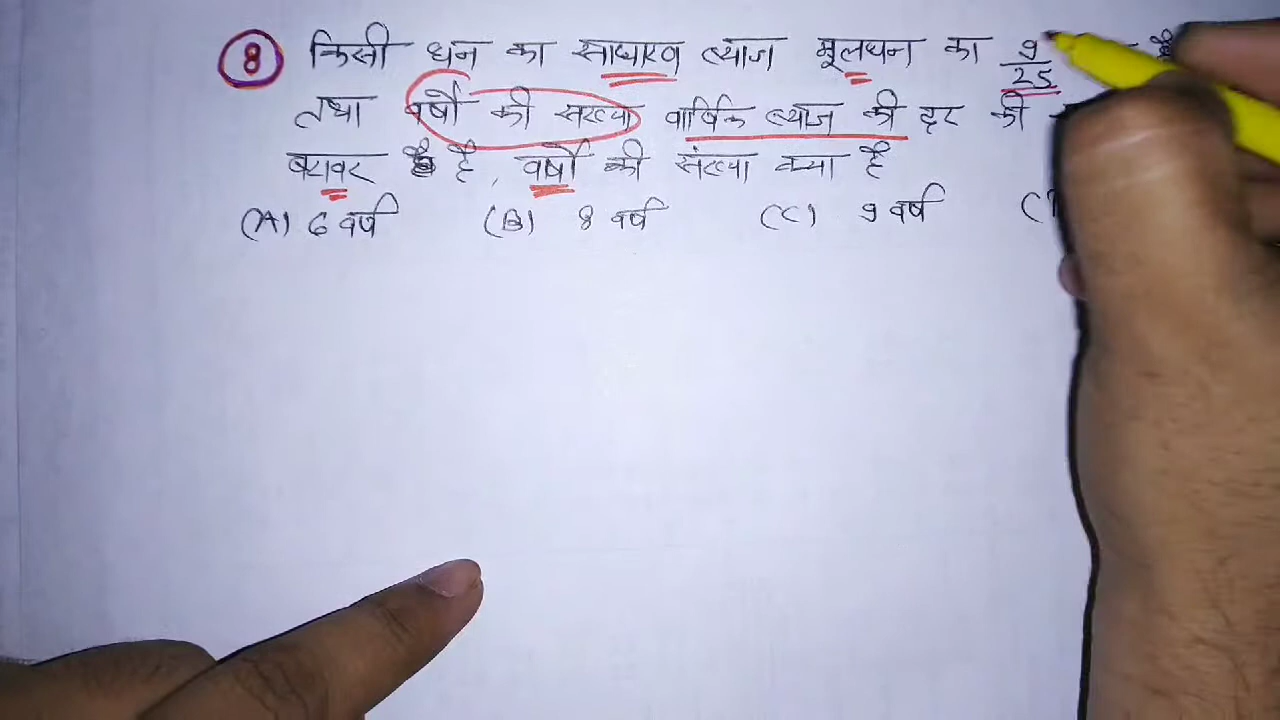 8 किसी धन का साधारण ब्याज मूलधन का 9/25 है
तथा वर्षों की संख्या वार्षिक ब्याज की दर की
बराबर है, वर्षों की संख्या क्या है
(A) 6 वर्ष (B) 8 वर्ष (C) 9 वर्ष